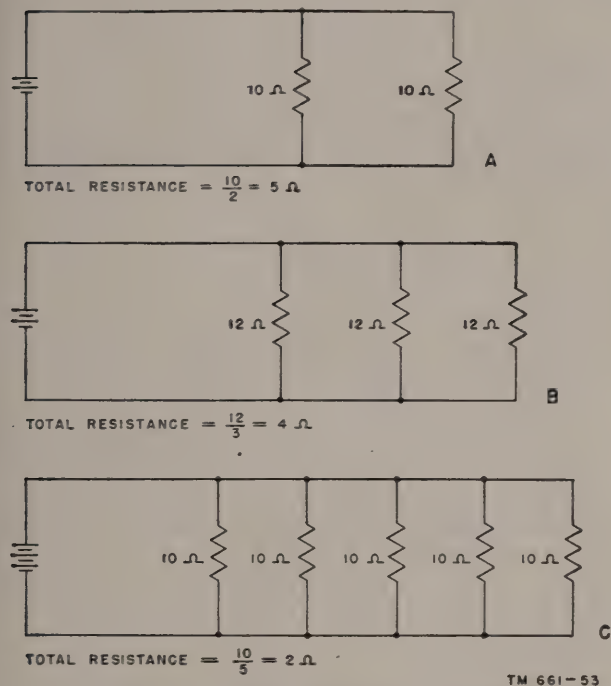 10 Ω 10 Ω
A
TOTAL RESISTANCE = 10/2 = 5 Ω
12 Ω 12 Ω 12 Ω
B
TOTAL RESISTANCE = 12/3 = 4 Ω
10 Ω 10 Ω 10 Ω 10 Ω 10 Ω
C
TOTAL RESISTANCE = 10/5 = 2 Ω
TM 661-53